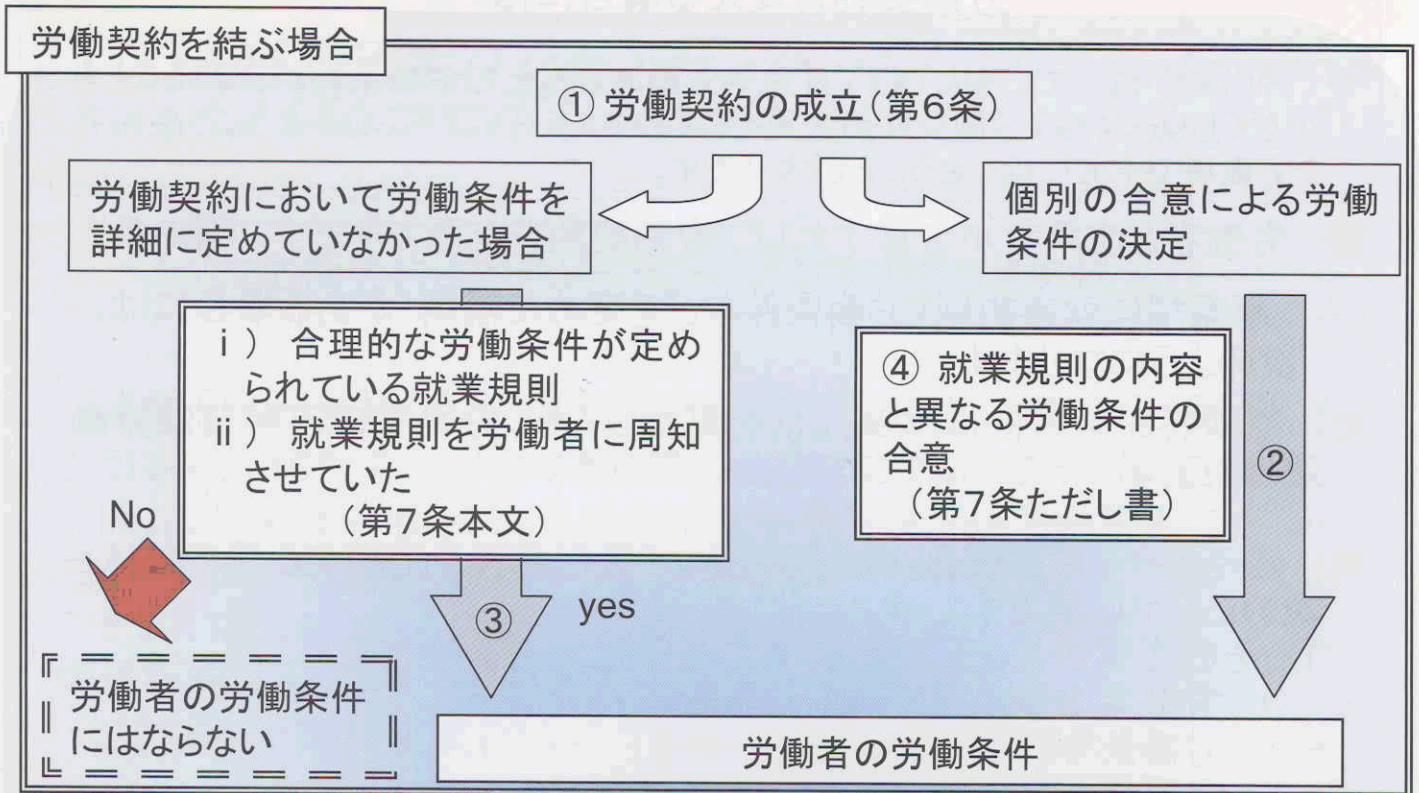 労働契約を結ぶ場合
① 労働契約の成立(第6条)
労働契約において労働条件を
詳細に定めていなかった場合
個別の合意による労働
条件の決定
ⅰ) 合理的な労働条件が定め
られている就業規則
ⅱ) 就業規則を労働者に周知
させていた
(第7条本文)
④ 就業規則の内容
と異なる労働条件の
合意
(第7条ただし書)
②
No
③
yes
労働者の労働条件
にはならない
労働者の労働条件